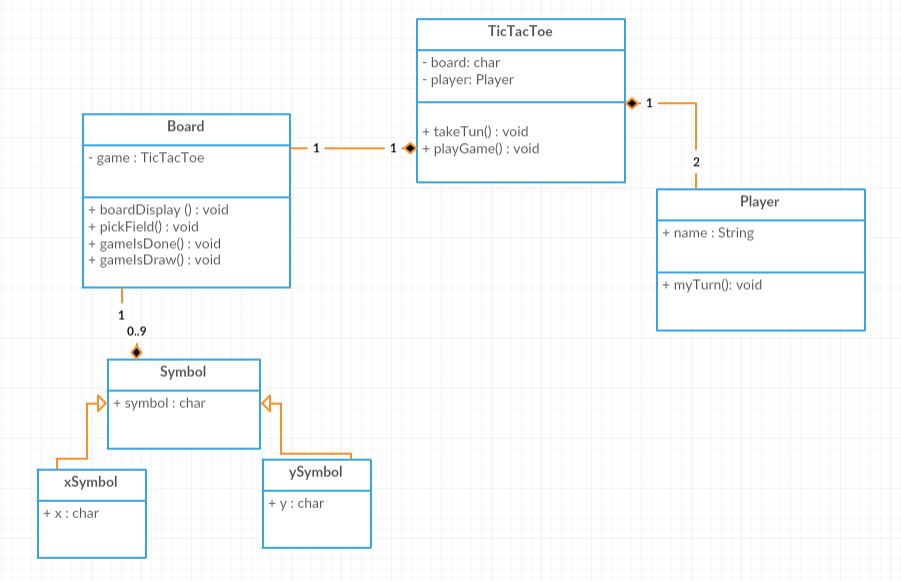 TicTacToe
- board: char
- player: Player
+ takeTun() : void
+ playGame() : void
1
2
Board
- game : TicTacToe
+ boardDisplay () : void
+ pickField() : void
+ gameIsDone() : void
+ gameIsDraw() : void
1
1
Player
+ name : String
+ myTurn(): void
1
0..9
Symbol
+ symbol : char
xSymbol
+ x : char
ySymbol
+ y : char